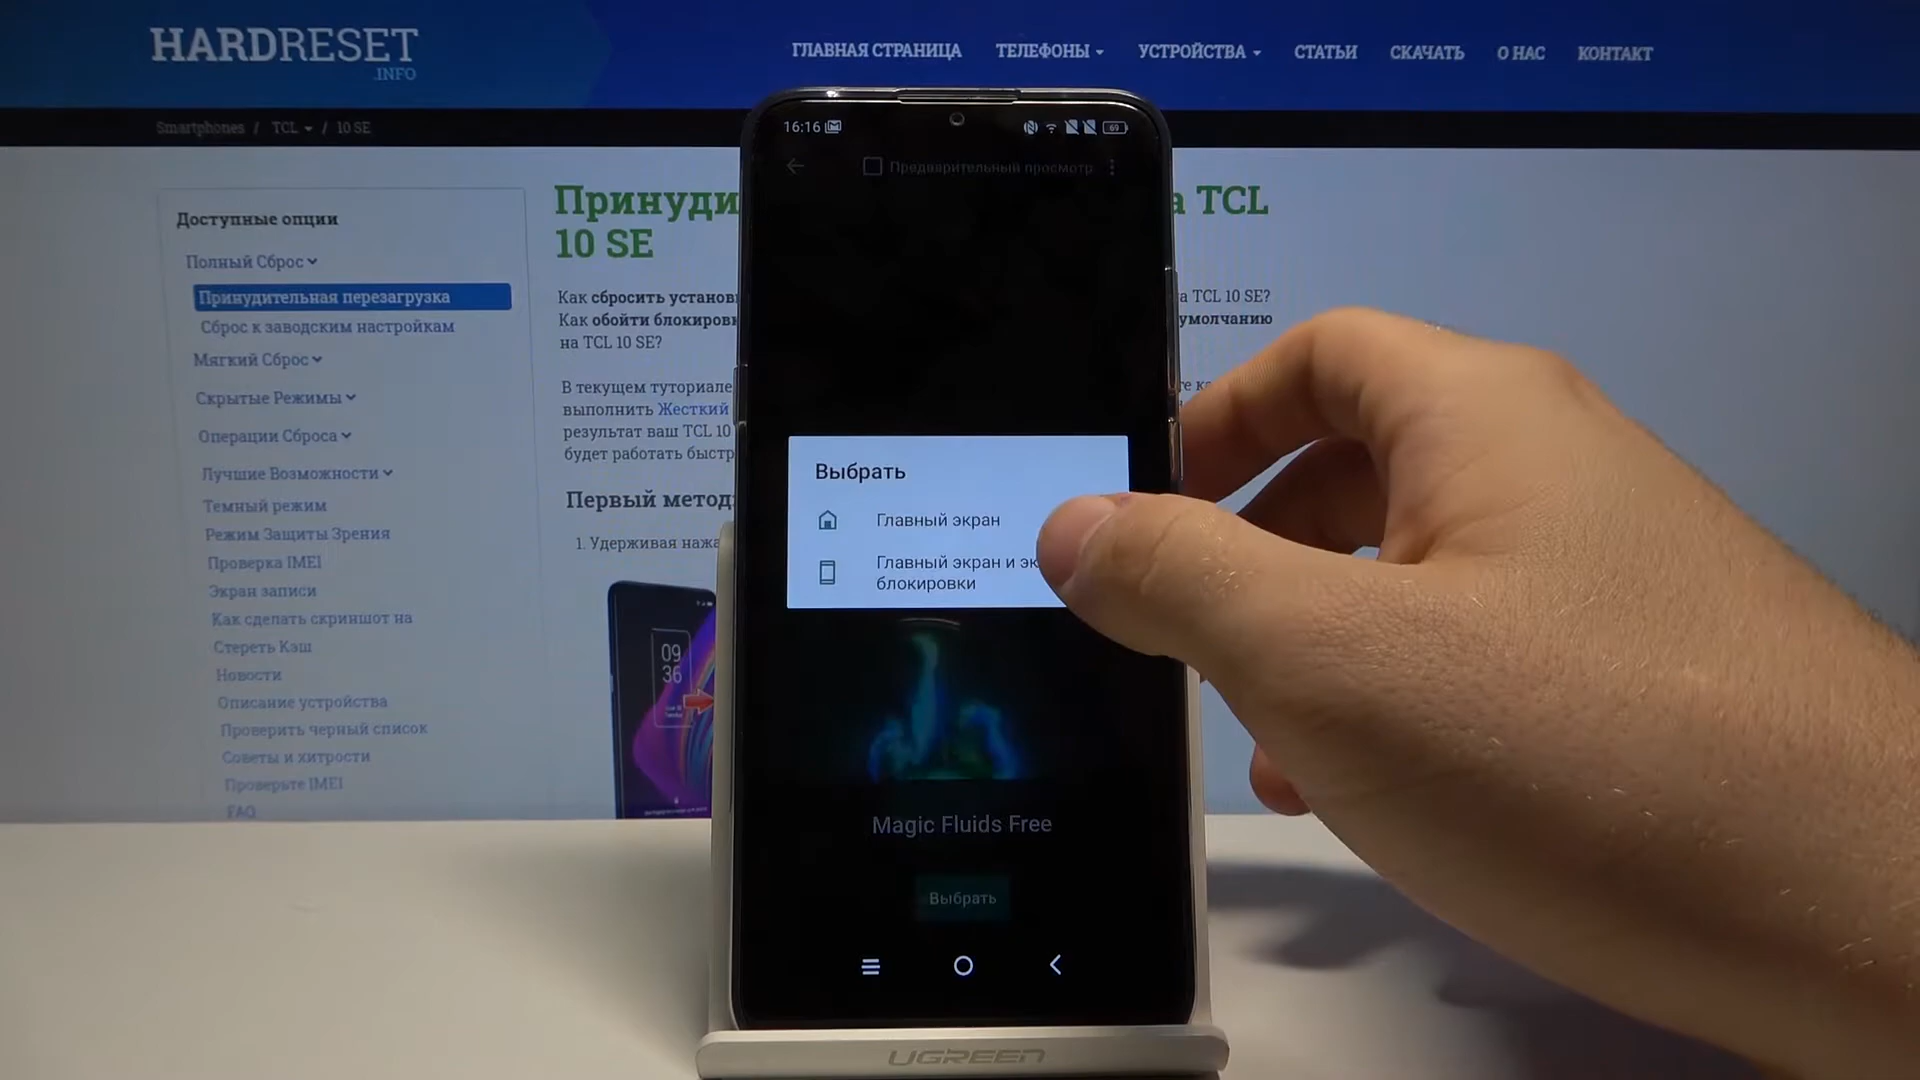 HARDRESET
.INFO
ГЛАВНАЯ СТРАНИЦА ТЕЛЕФОНЫ УСТРОЙСТВА СТАТЬИ СКАЧАТЬ О НАС КОНТАКТ
Smartphones / TCL / 10 SE
Доступные опции
Полный Сброс
Принудительная перезагрузка
Сброс к заводским настройкам
Мягкий Сброс
Скрытые Режимы
Операции Сброса
Лучшие Возможности
Темный режим
Режим Защиты Зрения
Проверка IMEI
Экран записи
Как сделать скриншот на
Стереть Кэш
Новости
Описание устройства
Проверить черный список
Советы и хитрости
Проверьте IMEI
FAQ
Принуди а TCL
10 SE
Как сбросить установ а TCL 10 SE?
Как обойти блокиров умолчанию
на TCL 10 SE?
В текущем туториале
выполнить Жесткий
результат ваш TCL 10
будет работать быстр
Первый метод
1. Удерживая нажа
09
36
16:16
69
Предварительный просмотр
Выбрать
Главный экран
Главный экран и эк
блокировки
Magic Fluids Free
Выбрать
UGREEN